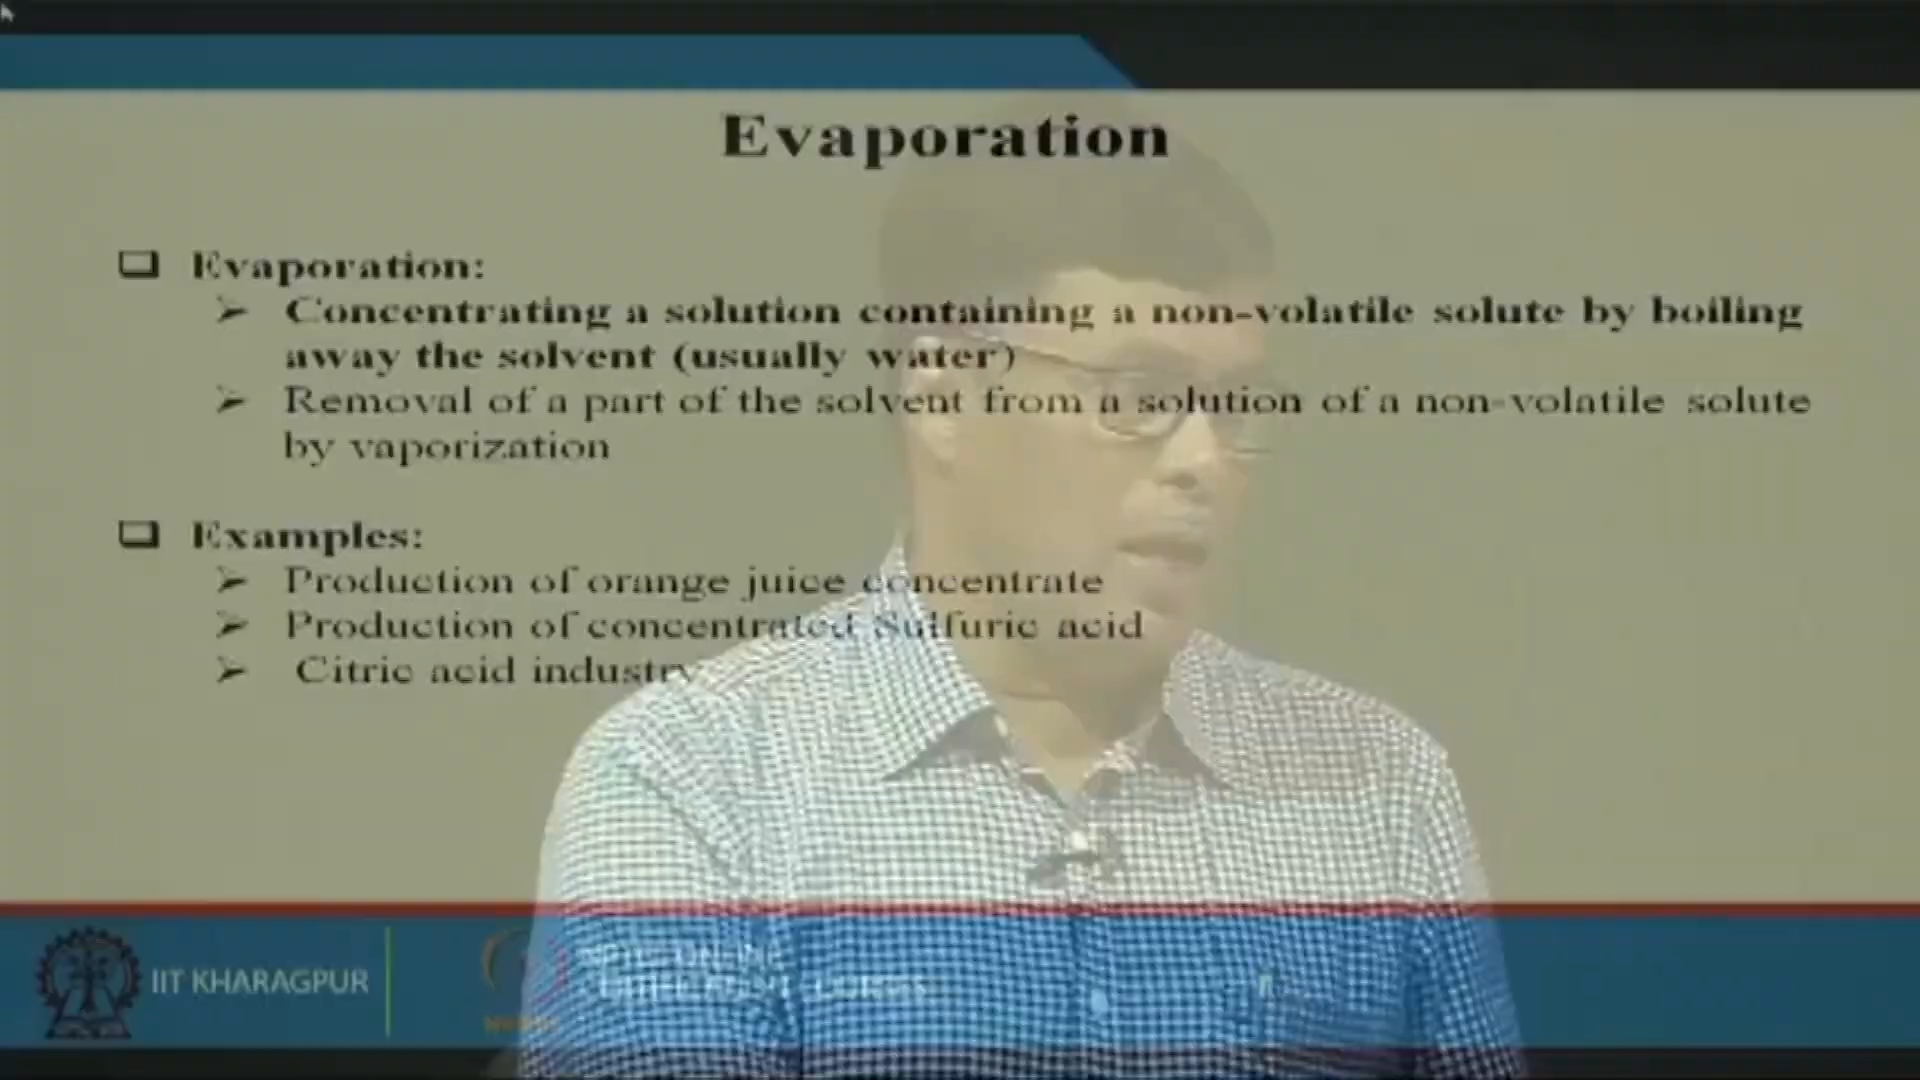 Evaporation
Evaporation:
Concentrating a solution containing a non-volatile solute by boiling
away the solvent (usually water)
Removal of a part of the solvent from a solution of a non-volatile solute
by vaporization
Examples:
Production of orange juice concentrate
Production of concentrated Sulfuric acid
Citric acid industry
IIT KHARAGPUR